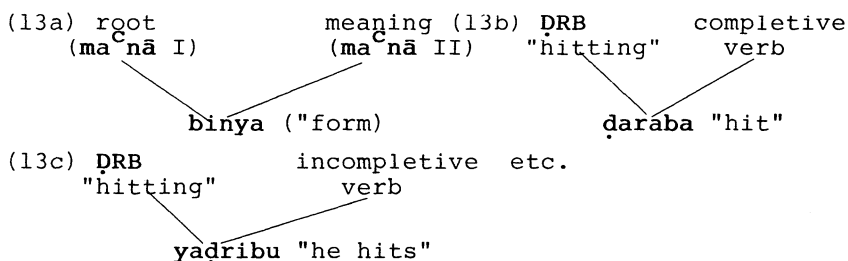 (13a) root meaning (13b) ḌRB completive
(maᶜnā I) (maᶜnā II) "hitting" verb
binya ("form) ḍaraba "hit"
(13c) ḌRB incompletive etc.
"hitting" verb
yaḍribu "he hits"